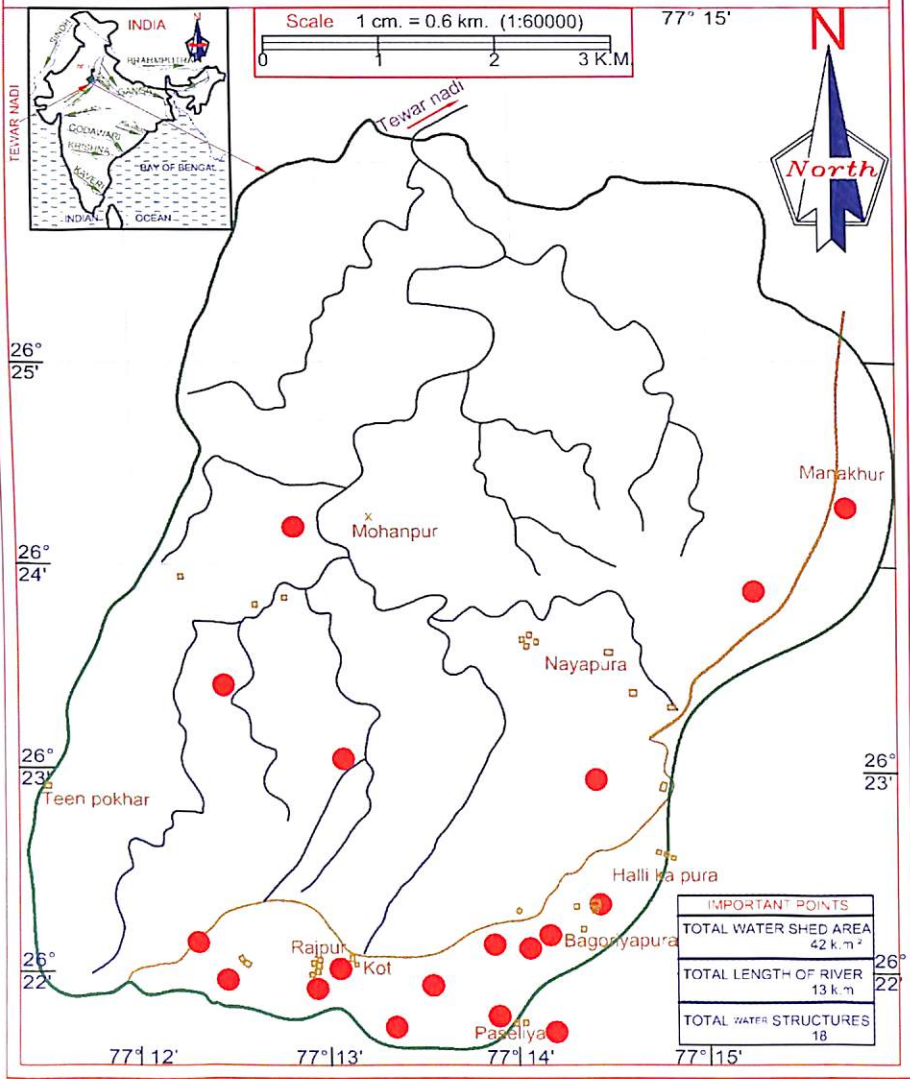 Scale 1 cm. = 0.6 km. (1:60000)
0 1 2 3 K.M.
77° 15'
N
North
INDIA
SINDH
BRAHMPUTRA
GANGA
GODAWARI
KRISHNA
KAVERI
BAY OF BENGAL
INDIAN OCEAN
TEWAR NADI
Tewar nadi
26°
25'
Manakhur
Mohanpur
26°
24'
Nayapura
26°
23'
26°
23'
Teen pokhar
Halli ka pura
Bagoriyapura
Rajpur
Kot
26°
22'
26°
22'
Paseliya
IMPORTANT POINTS
TOTAL WATER SHED AREA
42 k.m²
TOTAL LENGTH OF RIVER
13 k.m
TOTAL WATER STRUCTURES
18
77° 12' 77° 13' 77° 14' 77° 15'